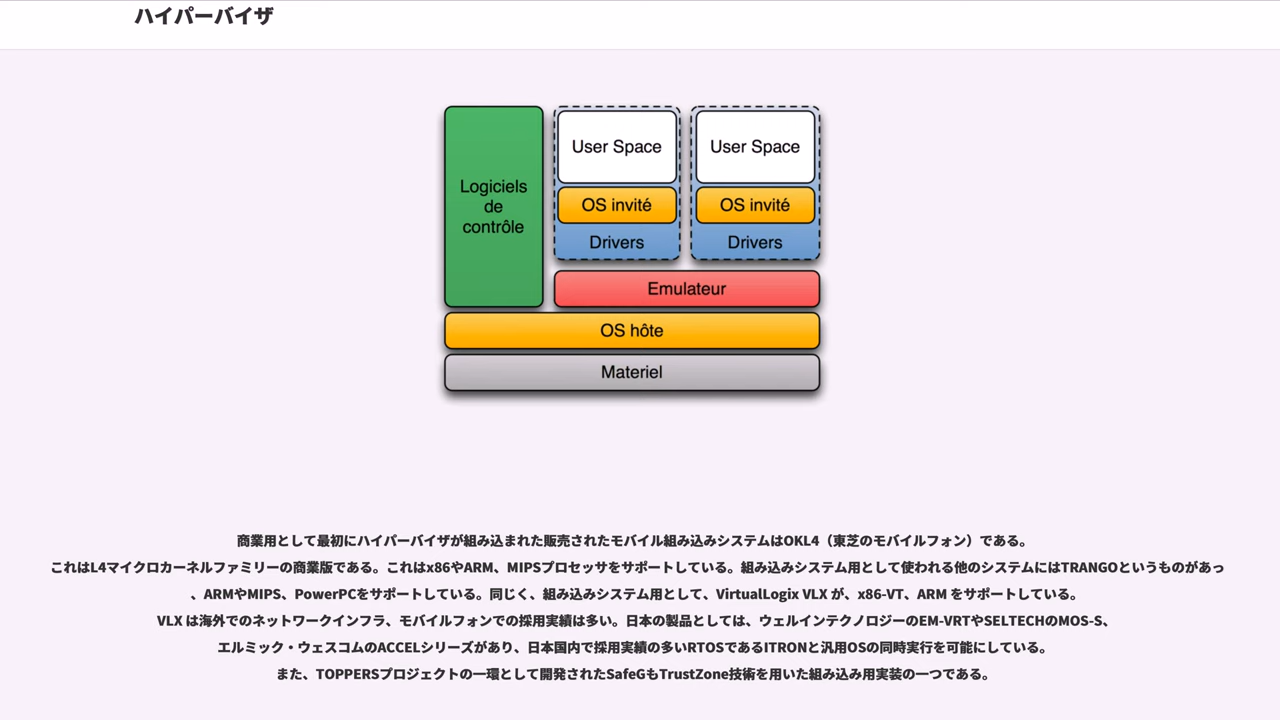 ハイパーバイザ
Logiciels
de
contrôle
User Space
User Space
OS invité
OS invité
Drivers
Drivers
Emulateur
OS hôte
Materiel
商業用として最初にハイパーバイザが組み込まれた販売されたモバイル組み込みシステムはOKL4（東芝のモバイルフォン）である。
これはL4マイクロカーネルファミリーの商業版である。これはx86やARM、MIPSプロセッサをサポートしている。組み込みシステム用として使われる他のシステムにはTRANGOというものがあっ
、ARMやMIPS、PowerPCをサポートしている。同じく、組み込みシステム用として、VirtualLogix VLX が、x86-VT、ARM をサポートしている。
VLX は海外でのネットワークインフラ、モバイルフォンでの採用実績は多い。日本の製品としては、ウェルインテクノロジーのEM-VRTやSELTECHのMOS-S、
エルミック・ウェスコムのACCELシリーズがあり、日本国内で採用実績の多いRTOSであるITRONと汎用OSの同時実行を可能にしている。
また、TOPPERSプロジェクトの一環として開発されたSafeGもTrustZone技術を用いた組み込み用実装の一つである。